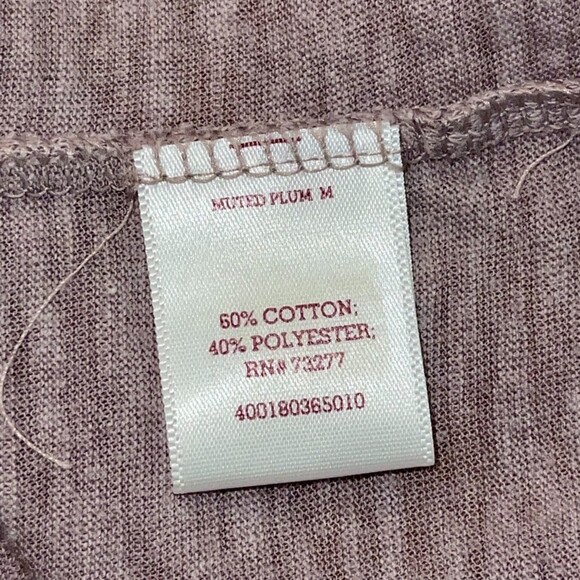 MUTED PLUM M
60% COTTON;
40% POLYESTER;
RN# 73277
400180365010